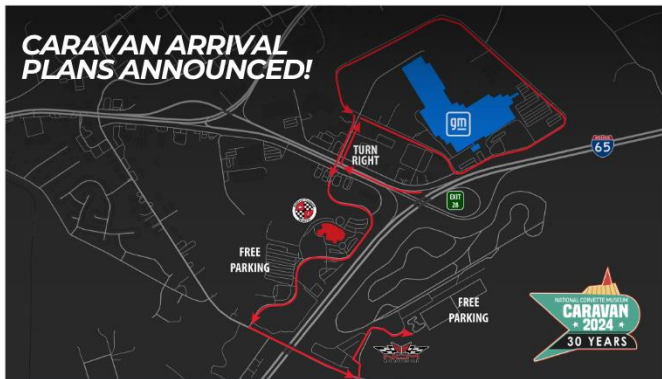 CARAVAN ARRIVAL
PLANS ANNOUNCED!
gm
TURN
RIGHT
65
EXIT
28
FREE
PARKING
FREE
PARKING
NCM
NATIONAL CORVETTE MUSEUM
CARAVAN
2024
30 YEARS